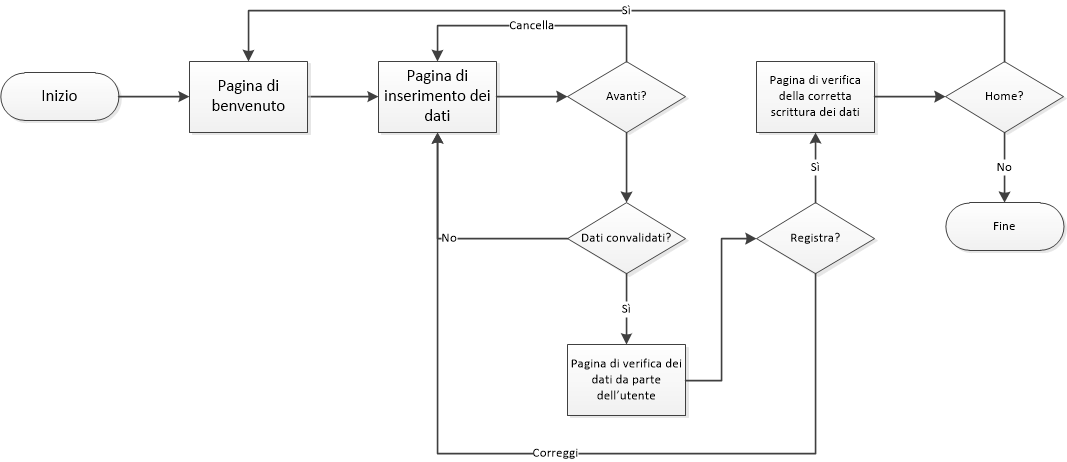 Sì
Cancella
Inizio
Pagina di
benvenuto
Pagina di
inserimento dei
dati
Avanti?
Pagina di verifica
della corretta
scrittura dei dati
Home?
Sì
No
Fine
No
Dati convalidati?
Registra?
Sì
Pagina di verifica dei
dati da parte
dell'utente
Correggi